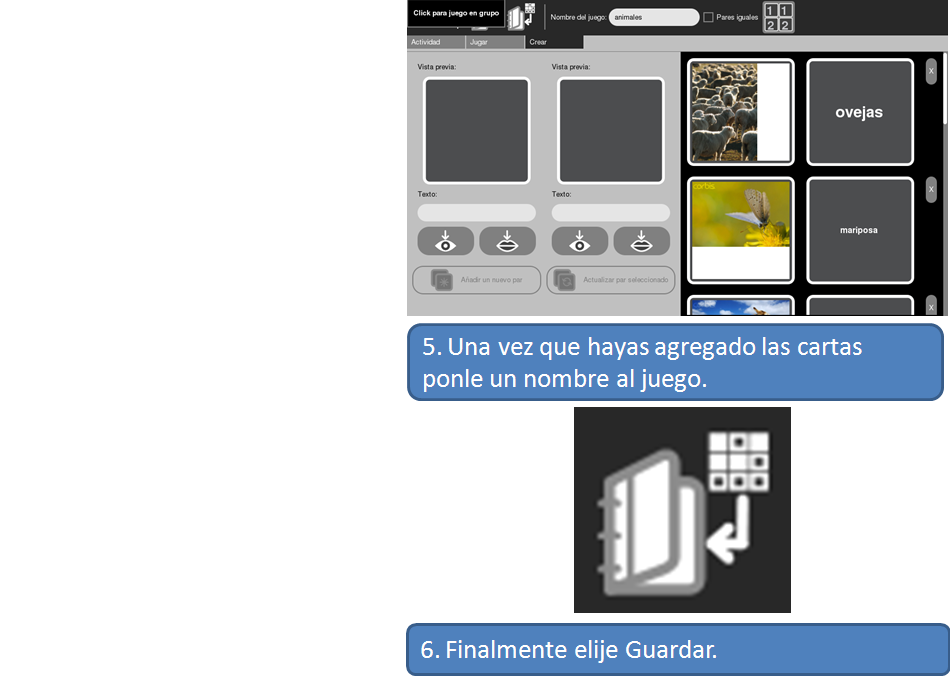 Click para juego en grupo
Nombre del juego:
animales
Pares iguales
1 1
2 2
Actividad
Jugar
Crear
Vista previa:
Vista previa:
Texto:
Texto:
Añadir un nuevo par
Actualizar par seleccionado
X
ovejas
corbis
X
mariposa
X
5. Una vez que hayas agregado las cartas
ponle un nombre al juego.
6. Finalmente elije Guardar.